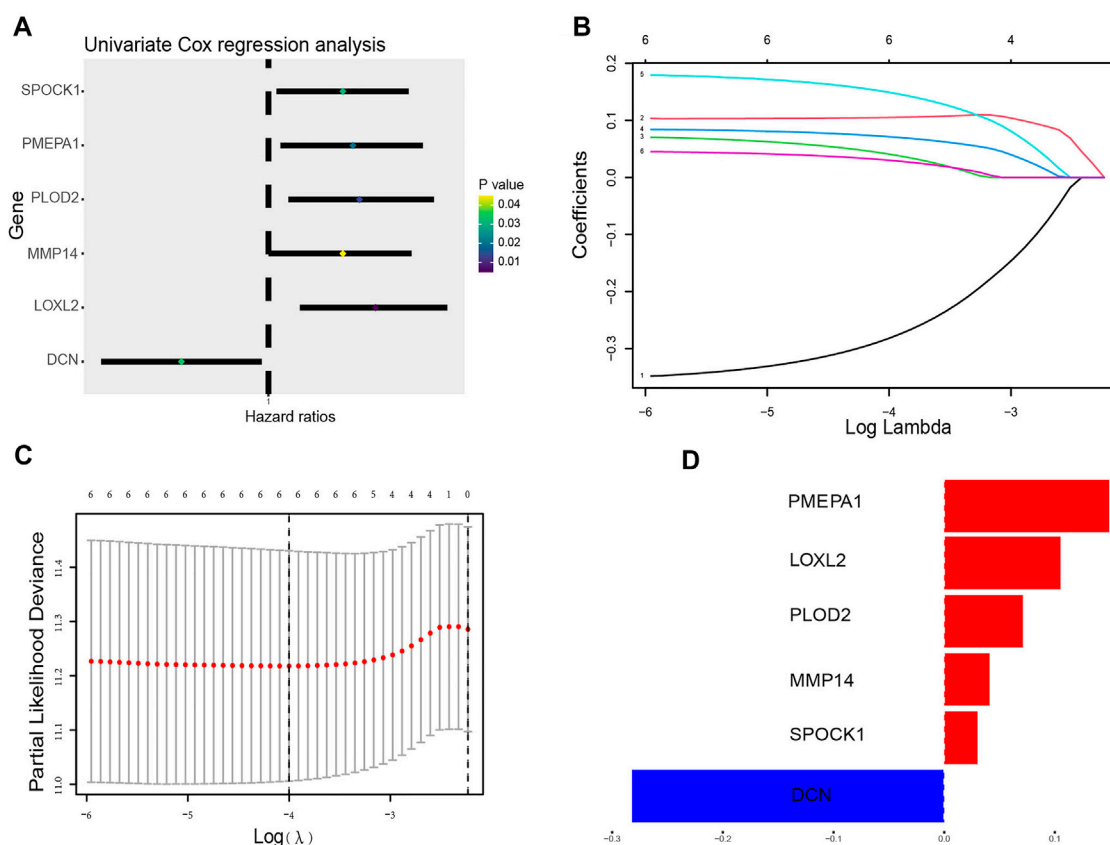 A
Univariate Cox regression analysis
SPOCK1
PMEPA1
PLOD2
MMP14
LOXL2
DCN
Gene
1
Hazard ratios
P value
0.04
0.03
0.02
0.01
B
6 6 6 4
0.2
0.1
0.0
−0.1
−0.2
−0.3
Coefficients
5
2
4
3
6
1
−6 −5 −4 −3
Log Lambda
C
6 6 6 6 6 6 6 6 6 6 6 6 6 6 6 5 4 4 4 1 0
11.4
11.3
11.2
11.1
11.0
Partial Likelihood Deviance
−6 −5 −4 −3
Log(λ)
D
PMEPA1
LOXL2
PLOD2
MMP14
SPOCK1
DCN
−0.3 −0.2 −0.1 0.0 0.1